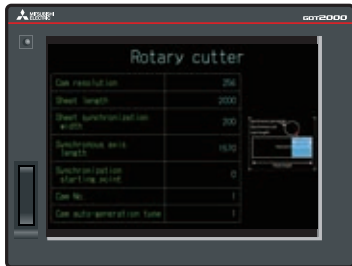 MITSUBISHI
ELECTRIC
GOT2000
Rotary cutter
Cam resolution 256
Sheet length 2000
Sheet synchronization
width 200
Synchronous axis
length 1570
Synchronization
starting point 0
Cam No. 1
Cam auto-generation type 1